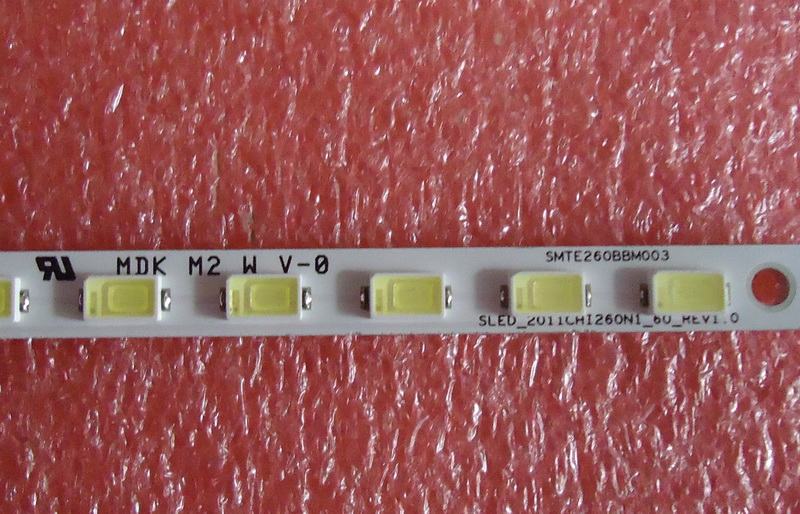 MDK M2 W V-0
SMTE260BBM003
SLED_2011CHI260N1_60_REV1.0